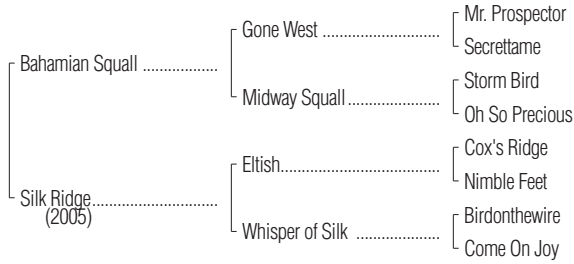 Mr. Prospector
Gone West ..............................
Secrettame
Bahamian Squall ...................
Storm Bird
Midway Squall........................
Oh So Precious
Cox's Ridge
Eltish.........................................
Nimble Feet
Silk Ridge................................
(2005)
Birdonthewire
Whisper of Silk .....................
Come On Joy